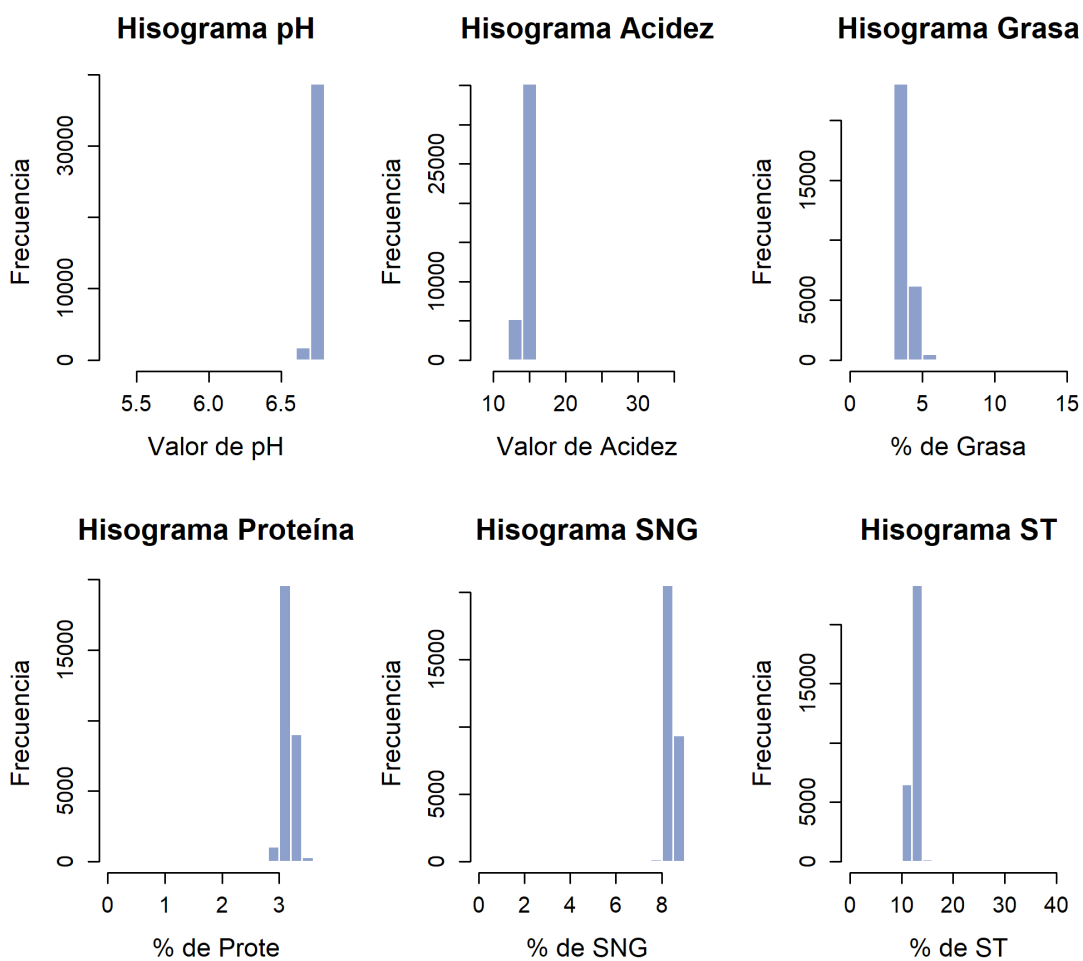 Hisograma pH
Frecuencia
0
10000
30000
5.5 6.0 6.5
Valor de pH
Hisograma Acidez
Frecuencia
0
10000
25000
10 20 30
Valor de Acidez
Hisograma Grasa
Frecuencia
0
5000
15000
0 5 10 15
% de Grasa
Hisograma Proteína
Frecuencia
0
5000
15000
0 1 2 3
% de Prote
Hisograma SNG
Frecuencia
0
5000
15000
0 2 4 6 8
% de SNG
Hisograma ST
Frecuencia
0
5000
15000
0 10 20 30 40
% de ST